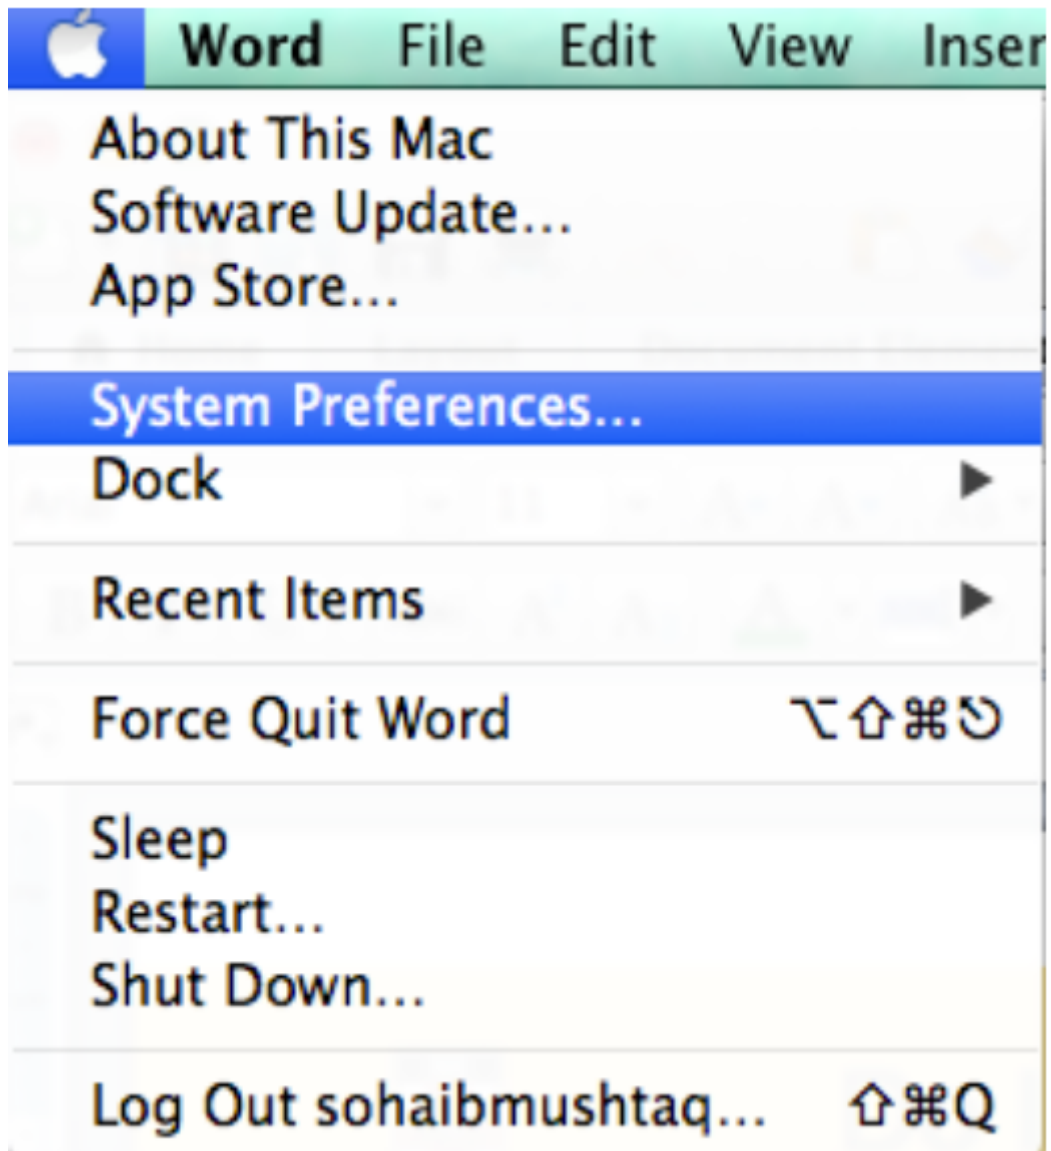 Word File Edit View Inser
About This Mac
Software Update...
App Store...
System Preferences...
Dock ▶
Recent Items ▶
Force Quit Word ⌥⇧⌘⎋
Sleep
Restart...
Shut Down...
Log Out sohaibmushtaq... ⇧⌘Q